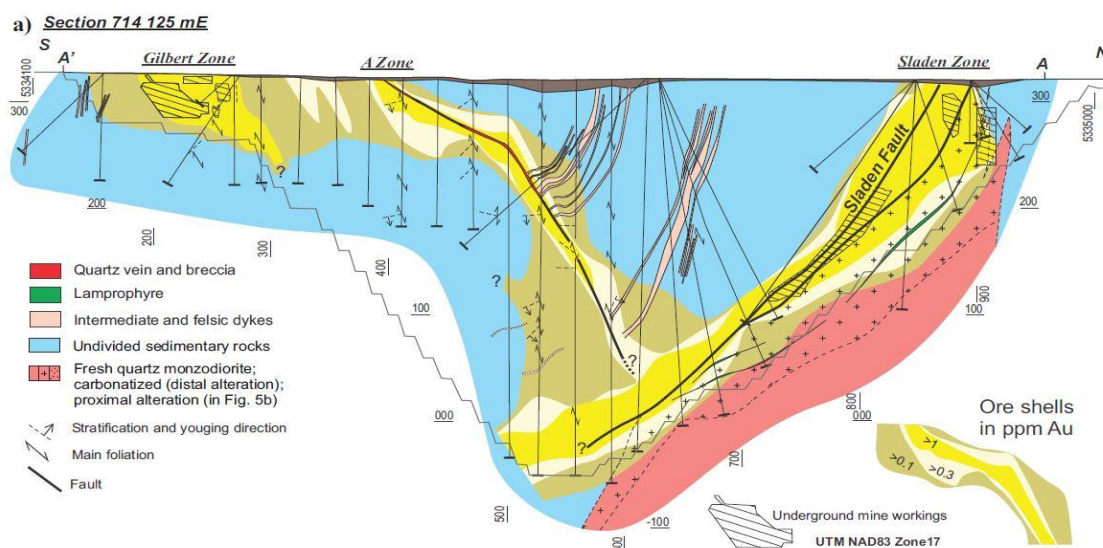 a) Section 714 125 mE
S
A'
Gilbert Zone
A Zone
Sladen Zone
A
N
5334100
300
300
5335000
Sladen Fault
?
200
200
200
300
?
400
100
100
900
?
000
?
800
000
500
-100
700
Quartz vein and breccia
Lamprophyre
Intermediate and felsic dykes
Undivided sedimentary rocks
Fresh quartz monzodiorite;
carbonatized (distal alteration);
proximal alteration (in Fig. 5b)
Stratification and youging direction
Main foliation
Fault
Ore shells
in ppm Au
>1
>0.1
>0.3
Underground mine workings
UTM NAD83 Zone17